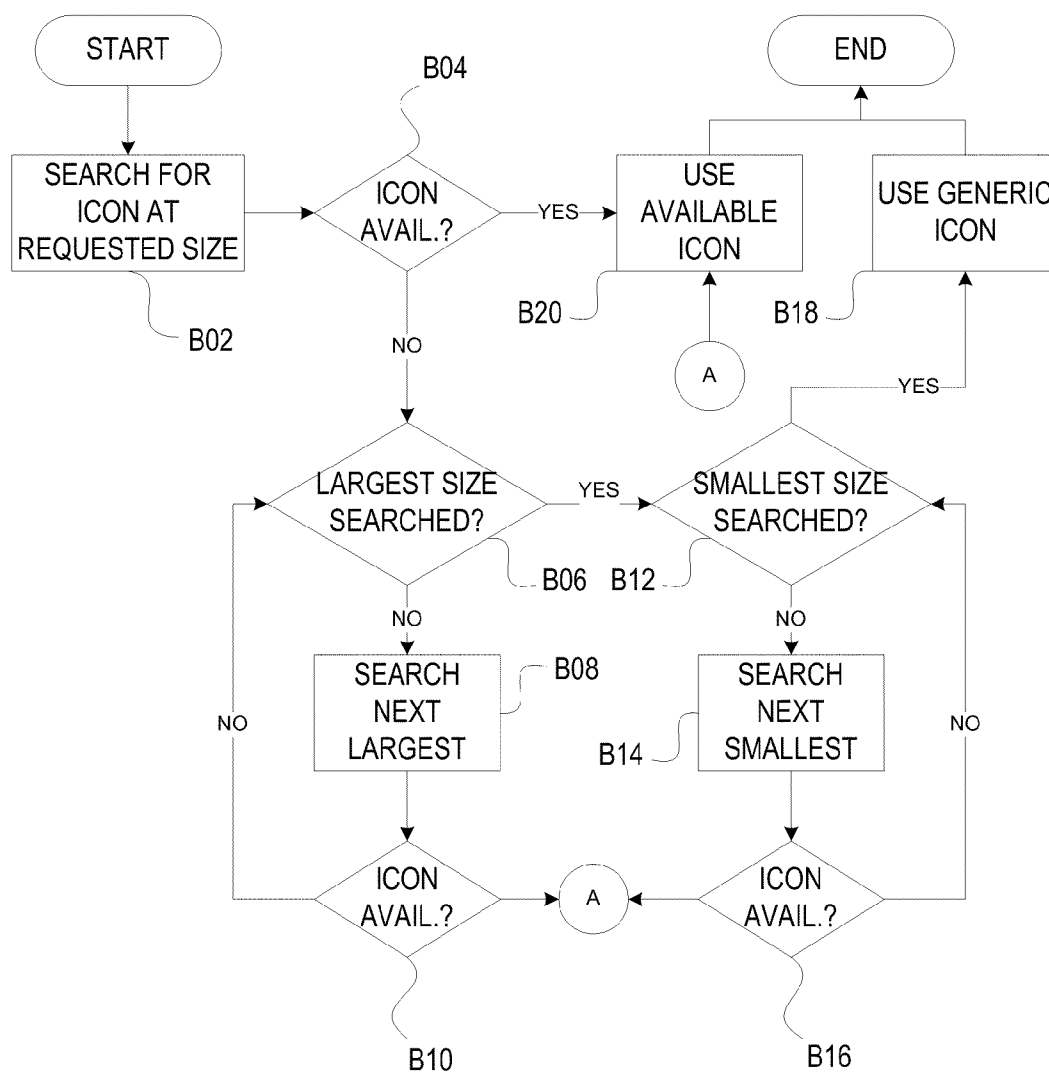 START
END
B04
SEARCH FOR
ICON AT
REQUESTED SIZE
ICON
AVAIL.?
YES
USE
AVAILABLE
ICON
USE GENERIC
ICON
B02
B20
B18
NO
A
YES
LARGEST SIZE
SEARCHED?
YES
SMALLEST SIZE
SEARCHED?
B06
B12
NO
NO
SEARCH
NEXT
LARGEST
B08
SEARCH
NEXT
SMALLEST
B14
NO
NO
ICON
AVAIL.?
A
ICON
AVAIL.?
B10
B16